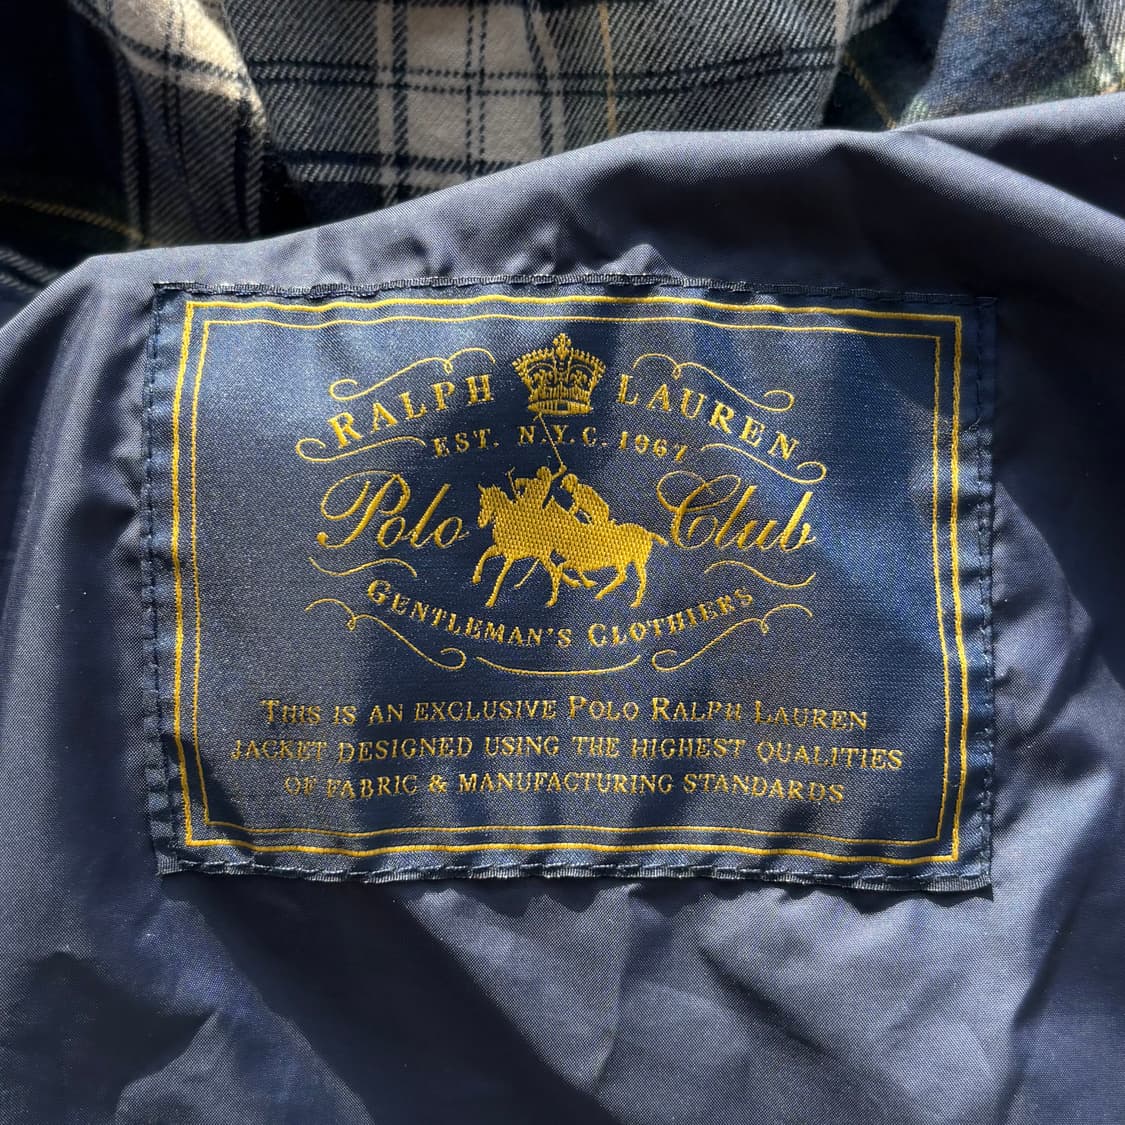 RALPH LAUREN
EST. N.Y.C. 1967
Polo Club
GENTLEMAN'S CLOTHIERS
THIS IS AN EXCLUSIVE POLO RALPH LAUREN
JACKET DESIGNED USING THE HIGHEST QUALITIES
OF FABRIC & MANUFACTURING STANDARDS